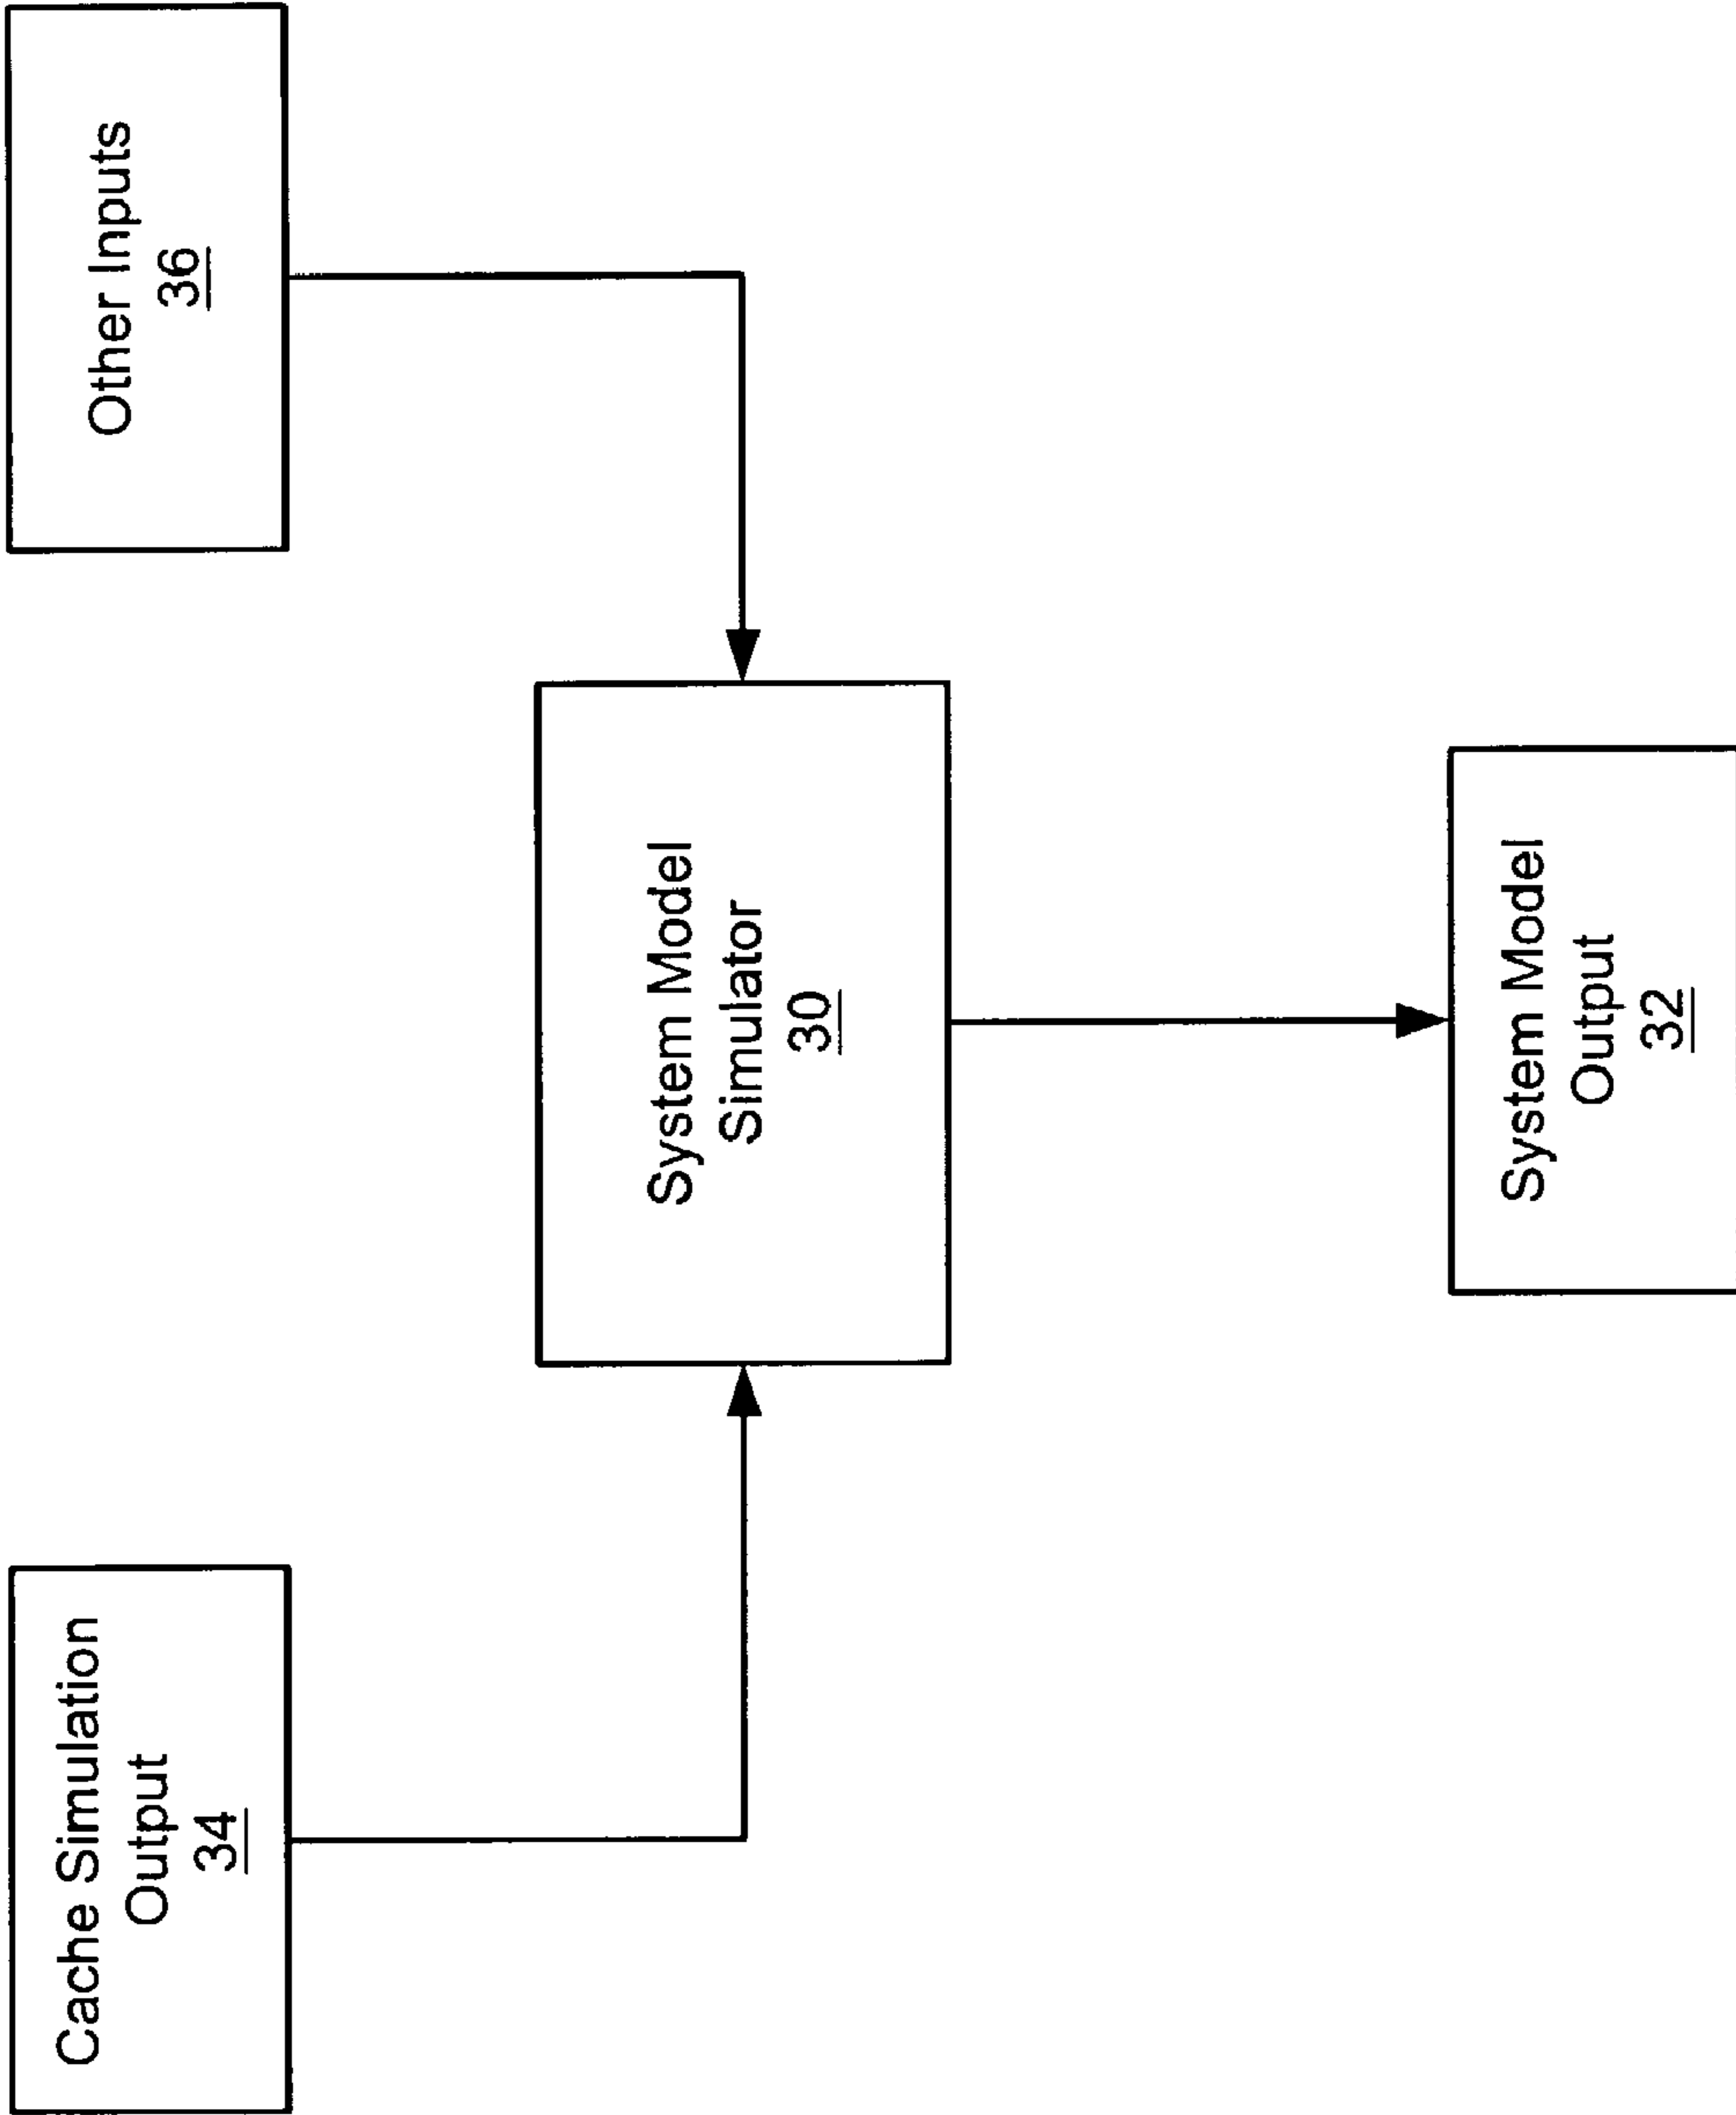 Cache Simulation
Output
34
Other Inputs
36
System Model
Simulator
30
System Model
Output
32